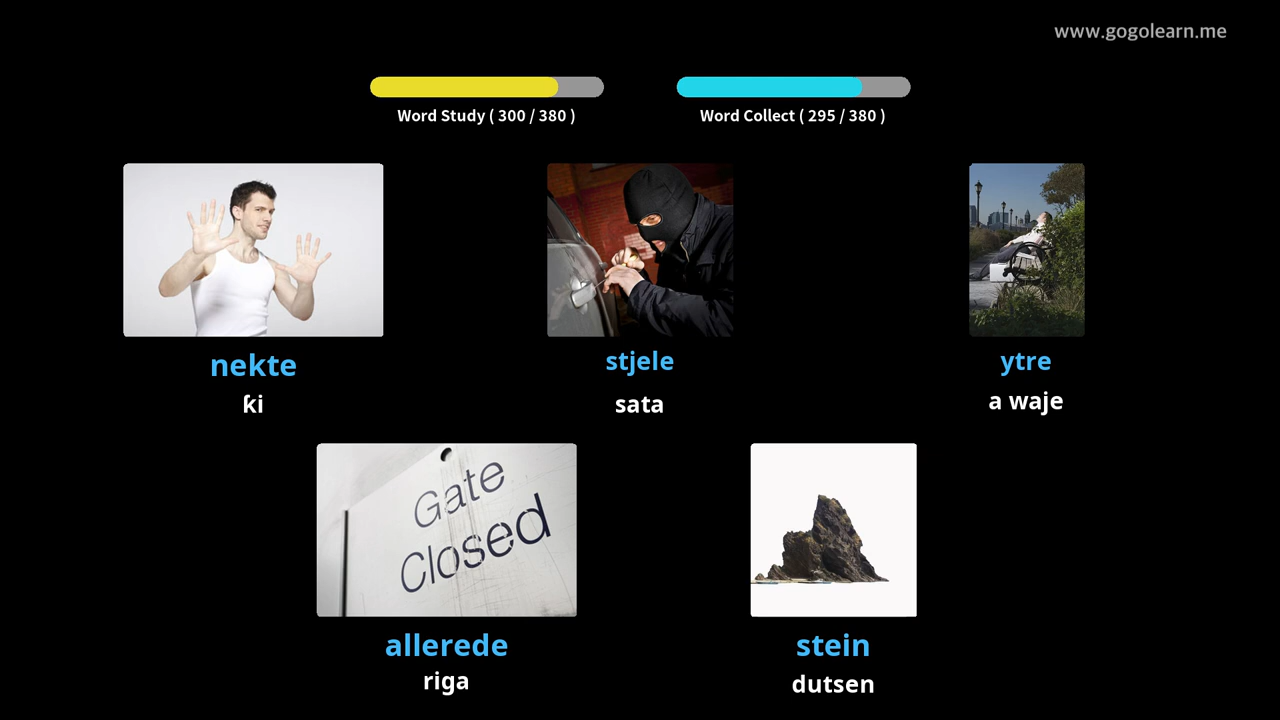 www.gogolearn.me
Word Study ( 300 / 380 )
Word Collect ( 295 / 380 )
nekte
ƙi
stjele
sata
ytre
a waje
Gate
Closed
allerede
riga
stein
dutsen